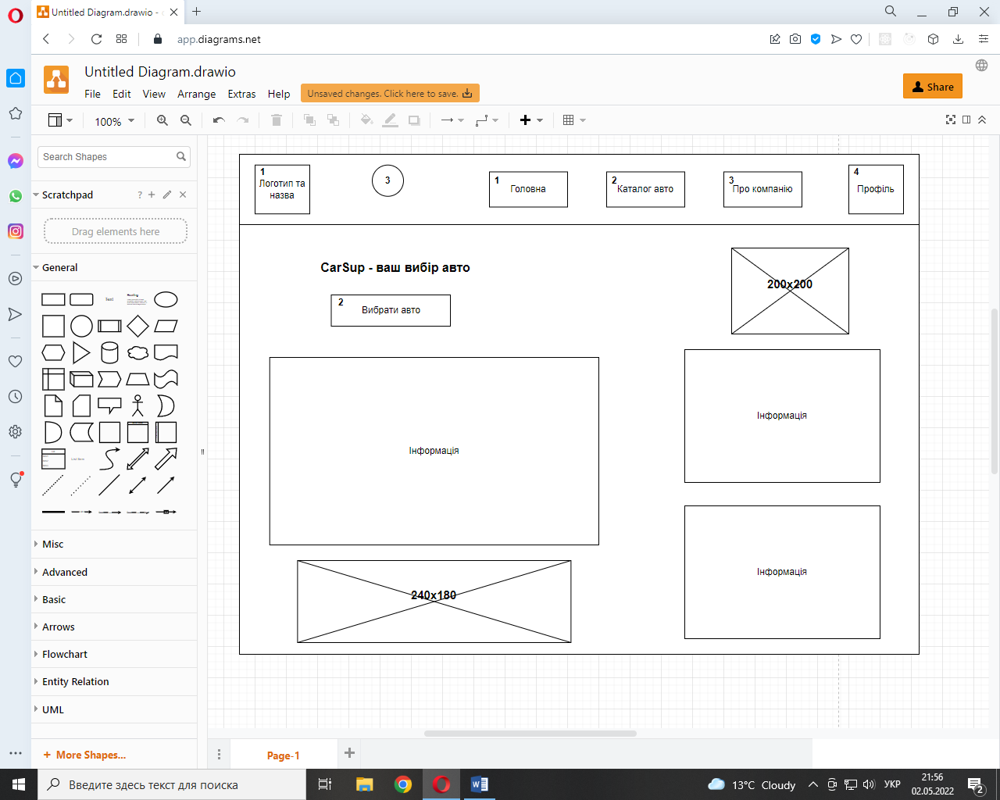 Untitled Diagram.drawio -
app.diagrams.net
Untitled Diagram.drawio
File Edit View Arrange Extras Help
Unsaved changes. Click here to save.
Share
100%
Search Shapes
Scratchpad
?
Drag elements here
General
Text
Heading
List Item
Misc
Advanced
Basic
Arrows
Flowchart
Entity Relation
UML
+ More Shapes...
1
Логотип та
назва
3
1
Головна
2
Каталог авто
3
Про компанію
4
Профіль
CarSup - ваш вибір авто
2
Вибрати авто
200x200
Інформація
Інформація
240x180
Інформація
Page-1
Введите здесь текст для поиска
13°C Cloudy
УКР
21:56
02.05.2022
2